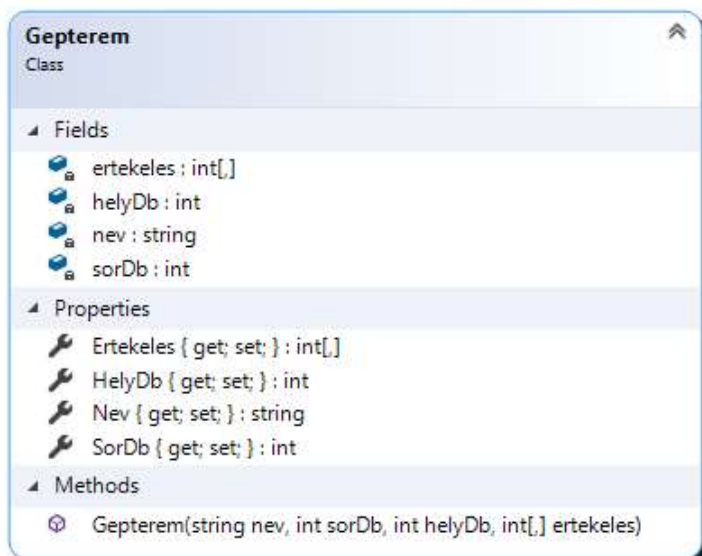 Gepterem
Class
Fields
ertekeles : int[,]
helyDb : int
nev : string
sorDb : int
Properties
Ertekeles { get; set; } : int[,]
HelyDb { get; set; } : int
Nev { get; set; } : string
SorDb { get; set; } : int
Methods
Gepterem(string nev, int sorDb, int helyDb, int[,] ertekeles)